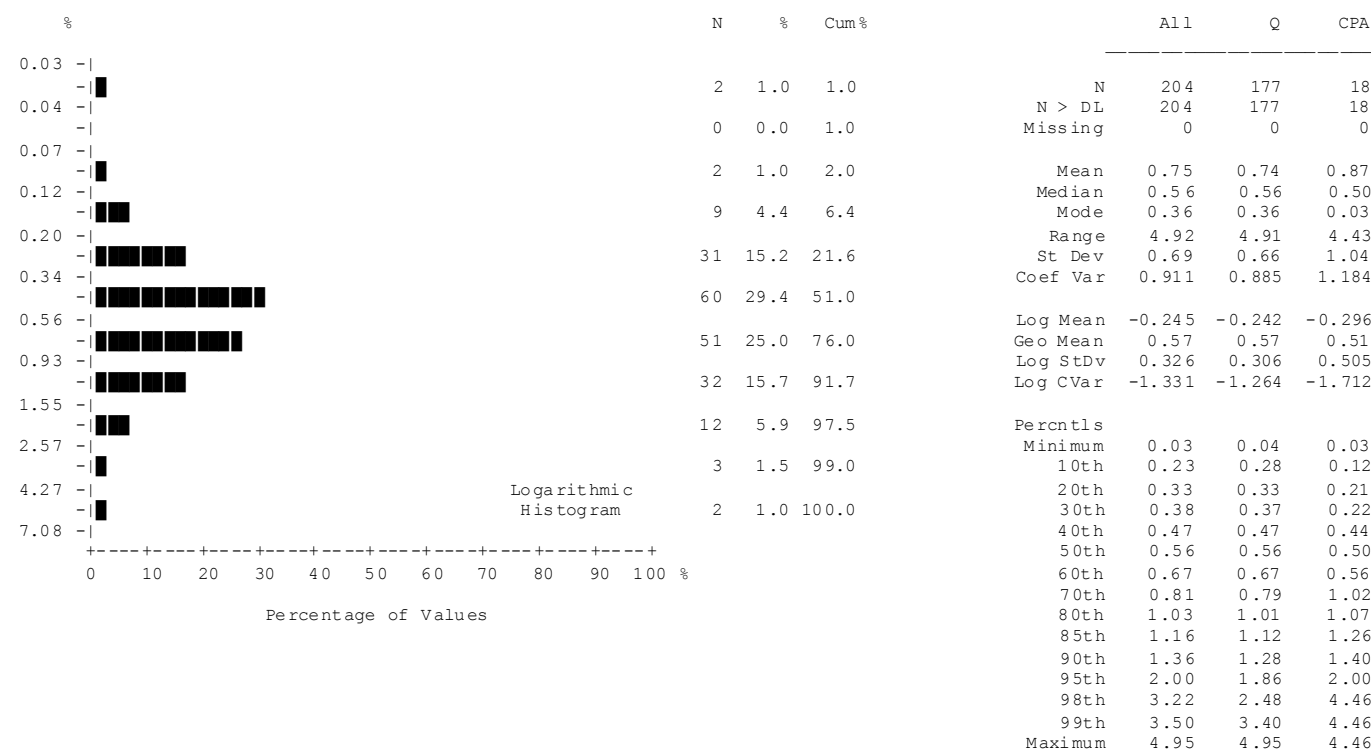 % N % Cum% All Q CPA
0.03 -|
-| 2 1.0 1.0 N 204 177 18
0.04 -| N > DL 204 177 18
-| 0 0.0 1.0 Missing 0 0 0
0.07 -|
-| 2 1.0 2.0 Mean 0.75 0.74 0.87
0.12 -| Median 0.56 0.56 0.50
-| 9 4.4 6.4 Mode 0.36 0.36 0.03
0.20 -| Range 4.92 4.91 4.43
-| 31 15.2 21.6 St Dev 0.69 0.66 1.04
0.34 -| Coef Var 0.911 0.885 1.184
-| 60 29.4 51.0
0.56 -| Log Mean -0.245 -0.242 -0.296
-| 51 25.0 76.0 Geo Mean 0.57 0.57 0.51
0.93 -| Log StDv 0.326 0.306 0.505
-| 32 15.7 91.7 Log CVar -1.331 -1.264 -1.712
1.55 -|
-| 12 5.9 97.5 Percntls
2.57 -| Minimum 0.03 0.04 0.03
-| 3 1.5 99.0 10th 0.23 0.28 0.12
4.27 -| Logarithmic 20th 0.33 0.33 0.21
-| Histogram 2 1.0 100.0 30th 0.38 0.37 0.22
7.08 -| 40th 0.47 0.47 0.44
+----+----+----+----+----+----+----+----+----+----+ 50th 0.56 0.56 0.50
0 10 20 30 40 50 60 70 80 90 100 % 60th 0.67 0.67 0.56
70th 0.81 0.79 1.02
Percentage of Values 80th 1.03 1.01 1.07
85th 1.16 1.12 1.26
90th 1.36 1.28 1.40
95th 2.00 1.86 2.00
98th 3.22 2.48 4.46
99th 3.50 3.40 4.46
Maximum 4.95 4.95 4.46